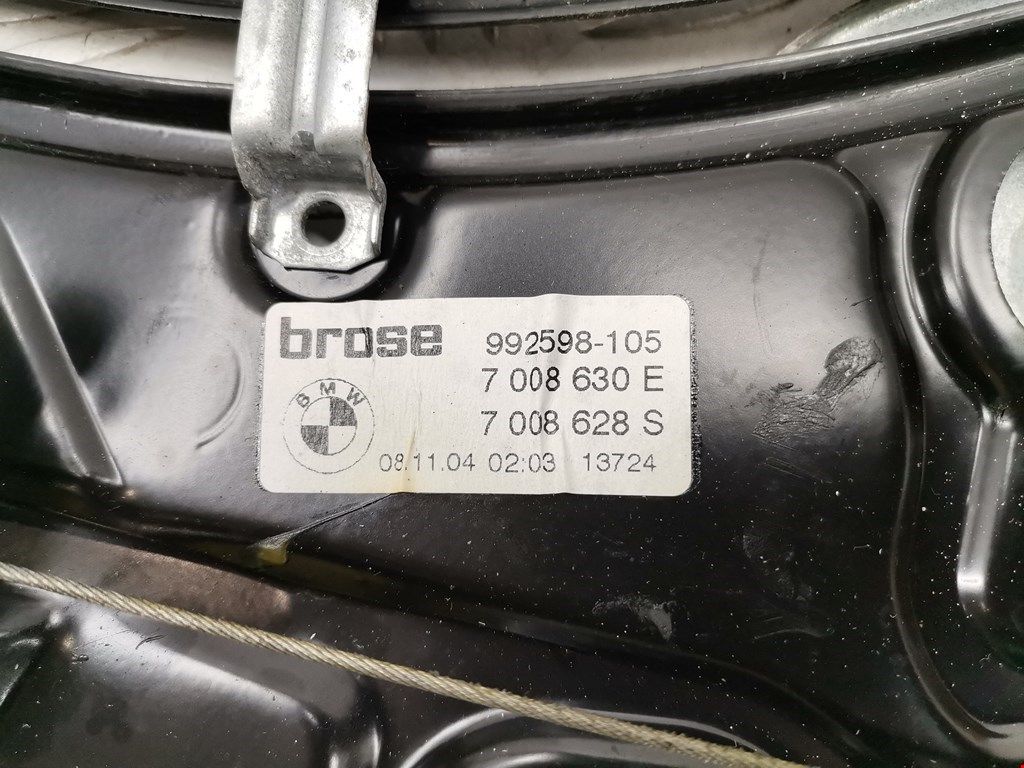 brose 992598-105
7 008 630 E
BMW
7 008 628 S
08.11.04 02:03 13724